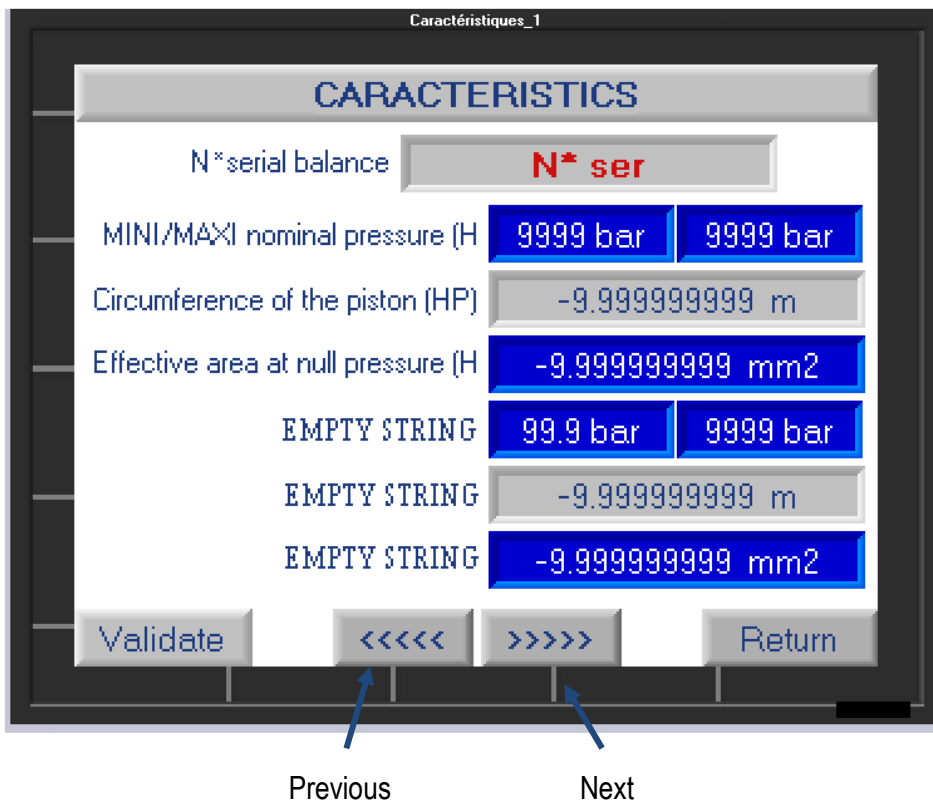 Caractéristiques_1
CARACTERISTICS
N*serial balance N* ser
MINI/MAXI nominal pressure (H 9999 bar 9999 bar
Circumference of the piston (HP) -9.999999999 m
Effective area at null pressure (H -9.999999999 mm2
EMPTY STRING 99.9 bar 9999 bar
EMPTY STRING -9.999999999 m
EMPTY STRING -9.999999999 mm2
Validate <<<<< >>>>> Return
Previous Next